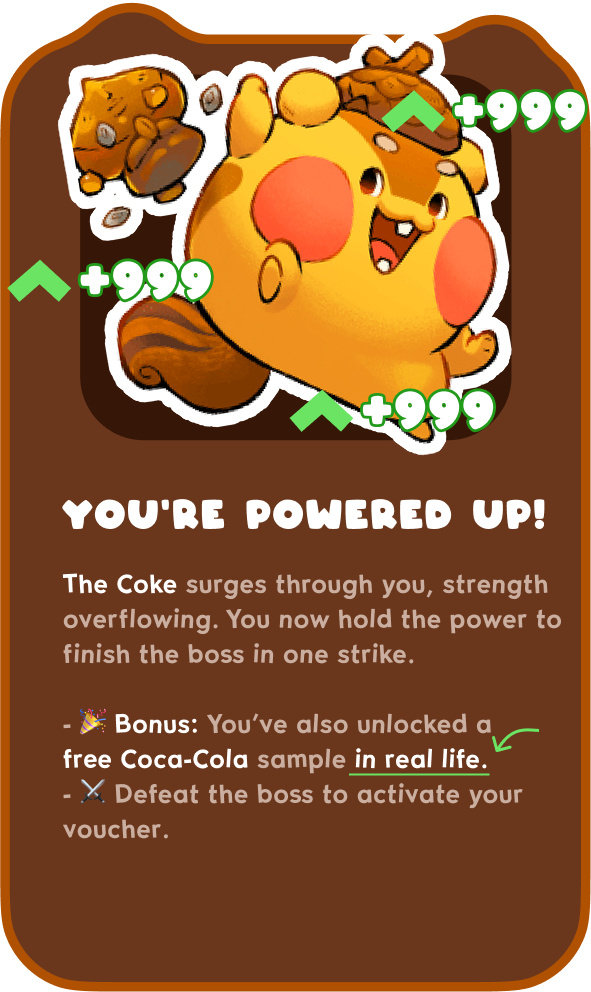 +999
+999
+999
YOU'RE POWERED UP!
The Coke surges through you, strength
overflowing. You now hold the power to
finish the boss in one strike.
- 🎉 Bonus: You've also unlocked a
free Coca-Cola sample in real life.
- ⚔️ Defeat the boss to activate your
voucher.